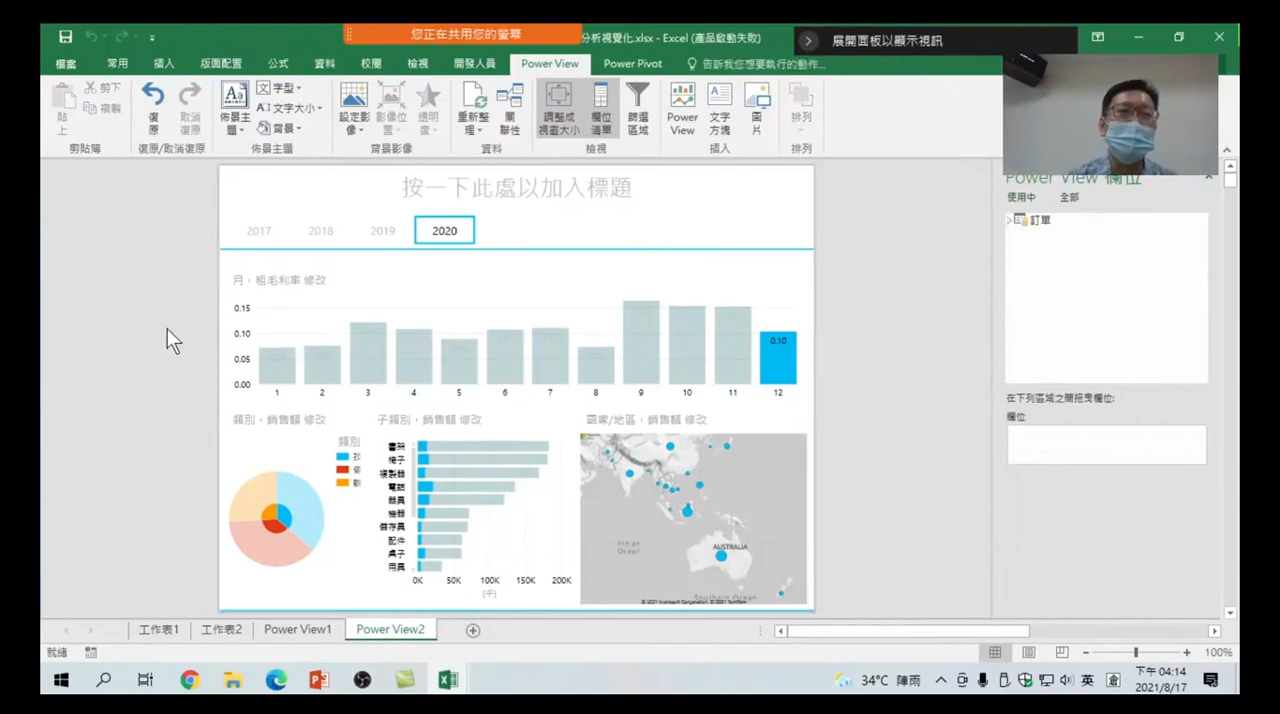 您正在共用您的螢幕
分析視覺化.xlsx - Excel (產品啟動失敗)
展開面板以顯示視訊
檔案 常用 插入 版面配置 公式 資料 校閱 檢視 開發人員 Power View Power Pivot 告訴我您想要執行的動作...
貼上 剪下 複製 復原 取消復原 佈景主題 字型 文字大小 背景 設定影像 影像位置 透明度 重新整理 關聯性 調整成視窗大小 欄位清單 篩選區域 Power View 文字方塊 圖片 排列
剪貼簿 復原/取消復原 佈景主題 背景影像 資料 檢視 插入 排列
Power View 欄位
使用中 全部
訂單
在下列區域之間拖曳欄位:
欄位
按一下此處以加入標題
2017 2018 2019 2020
月，粗毛利率 修改
0.15
0.10
0.05
0.00
0.10
1 2 3 4 5 6 7 8 9 10 11 12
類別，銷售額 修改
類別
技
傢
辦
子類別，銷售額 修改
書架
椅子
複製器
電話
器具
機器
儲存具
配件
桌子
用具
0K 50K 100K 150K 200K
(千)
國家/地區，銷售額 修改
Indian Ocean
AUSTRALIA
Southern Ocean
© 2021 Microsoft Corporation, © 2021 TomTom
工作表1 工作表2 Power View1 Power View2
就緒
100%
34°C 陣雨
英
倉
下午 04:14
2021/8/17